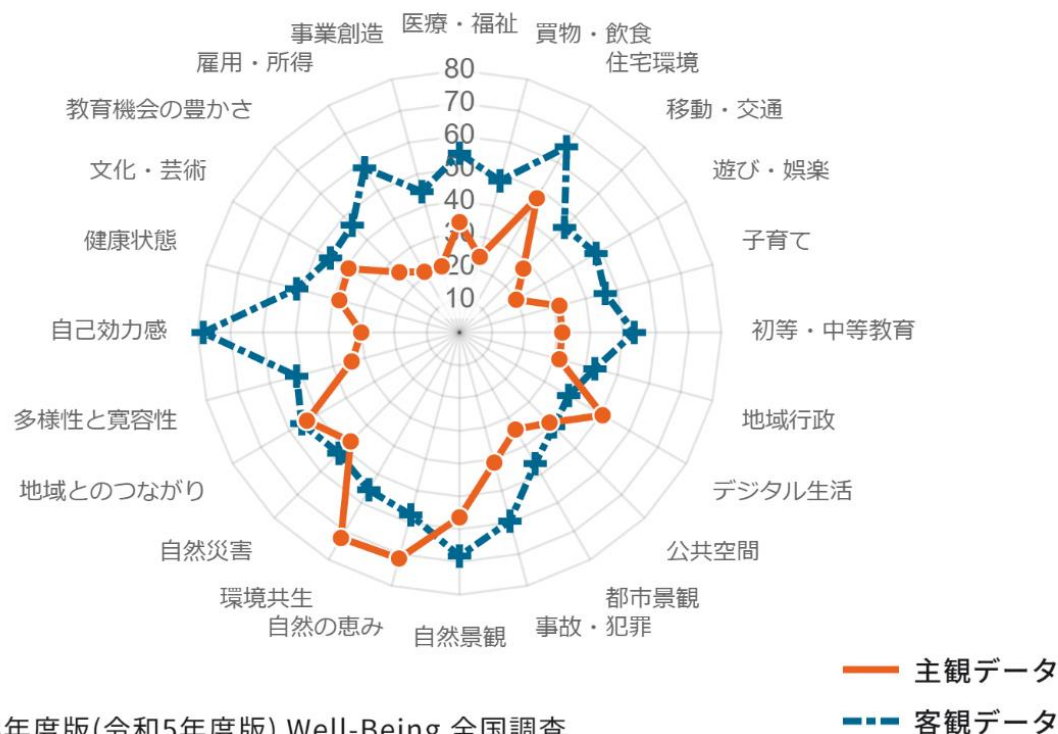 医療・福祉
買物・飲食
住宅環境
移動・交通
遊び・娯楽
子育て
初等・中等教育
地域行政
デジタル生活
公共空間
都市景観
事故・犯罪
自然景観
自然の恵み
環境共生
自然災害
地域とのつながり
多様性と寛容性
自己効力感
健康状態
文化・芸術
教育機会の豊かさ
雇用・所得
事業創造
80
70
60
50
40
30
20
10
主観データ
客観データ
年度版(令和5年度版) Well-Being 全国調査